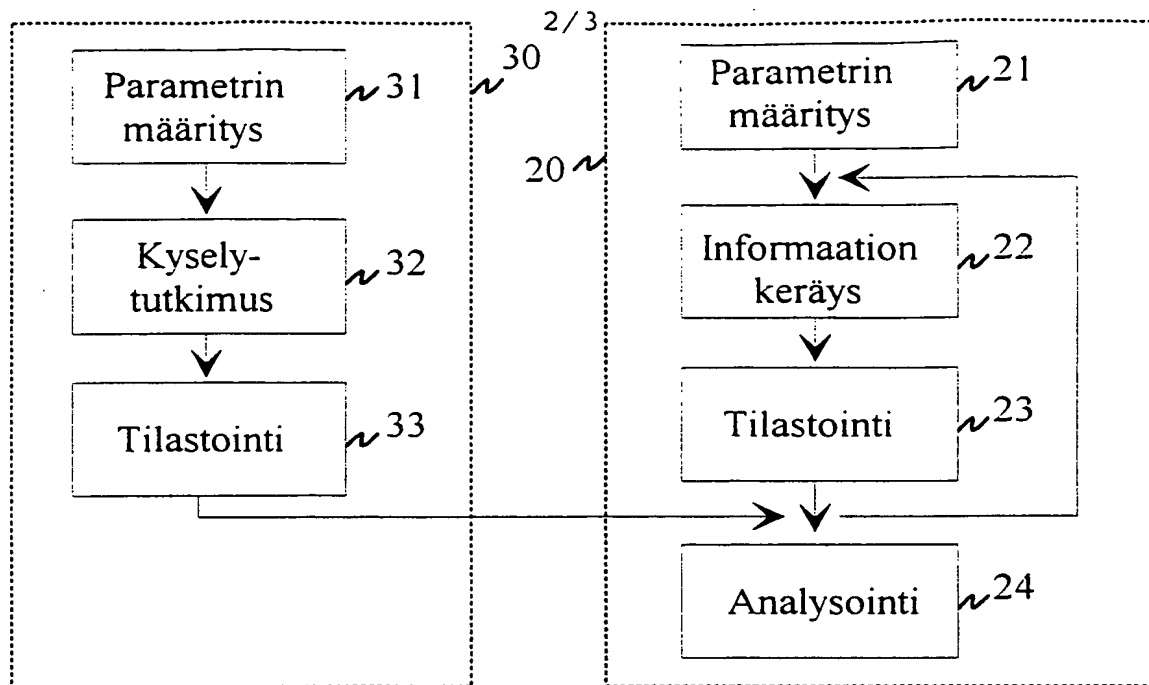 2/3
30
Parametrin
määritys
31
Kysely-
tutkimus
32
Tilastointi
33
20
Parametrin
määritys
21
Informaation
keräys
22
Tilastointi
23
Analysointi
24